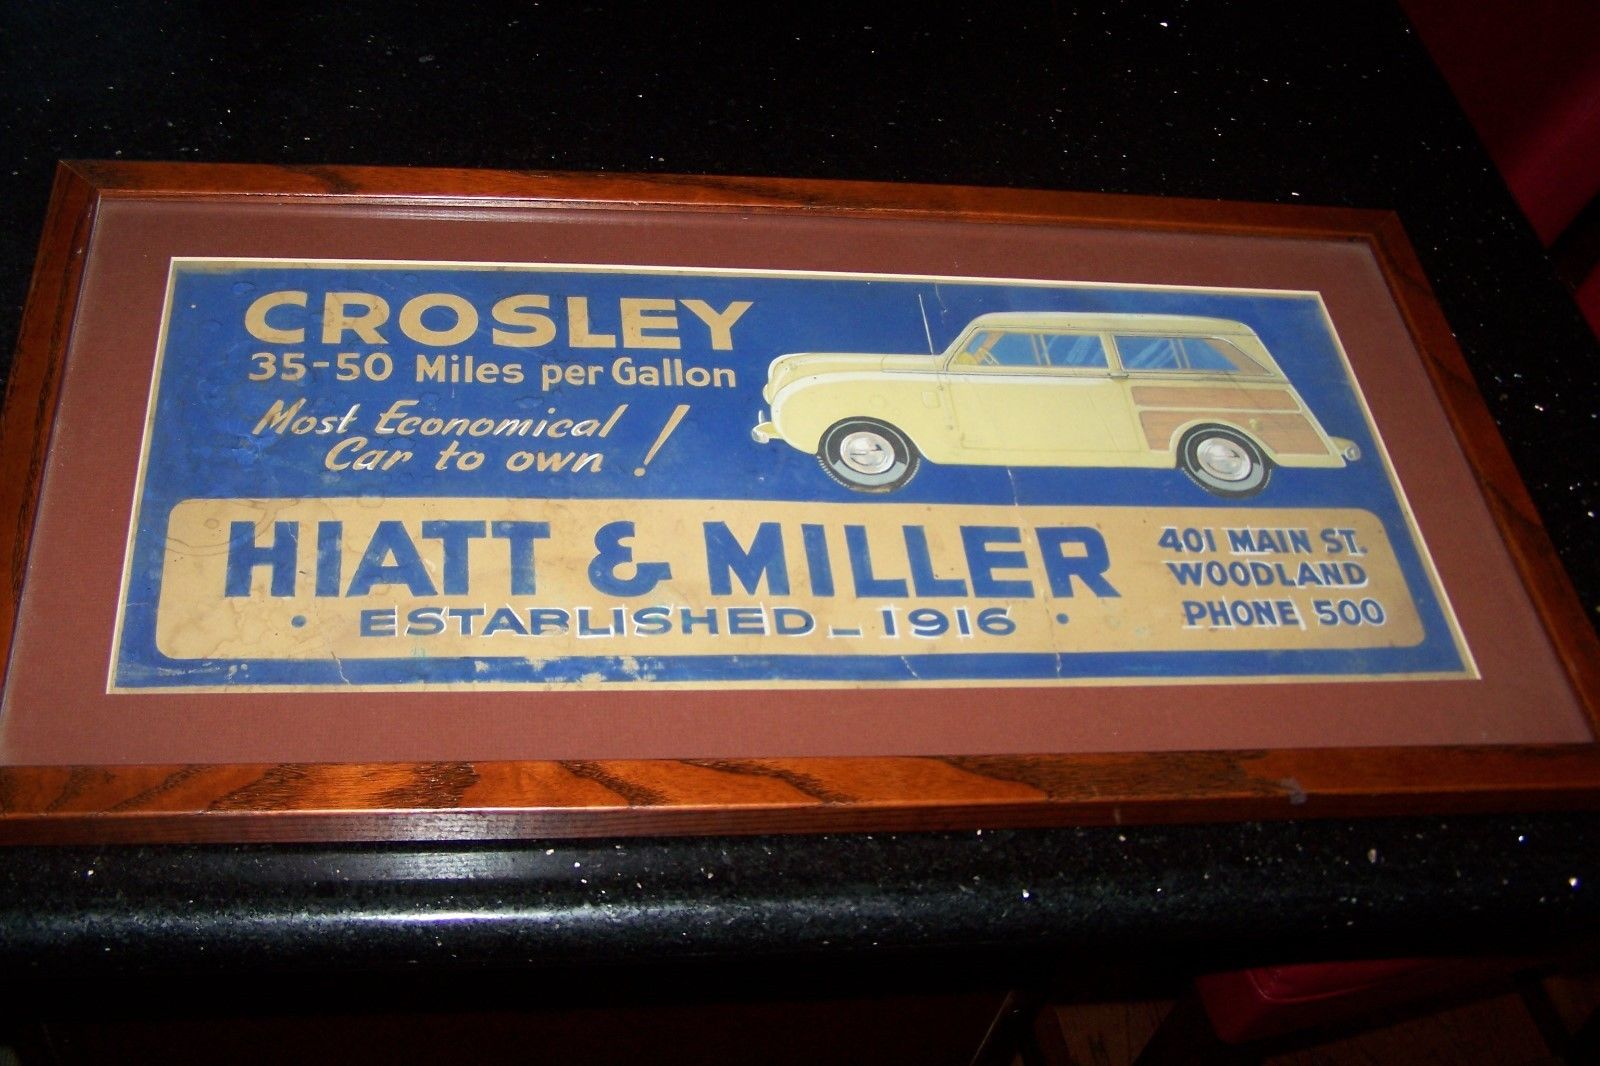 CROSLEY
35-50 Miles per Gallon
Most Economical
Car to own!
HIATT & MILLER
• ESTABLISHED - 1916 •
401 MAIN ST.
WOODLAND
PHONE 500